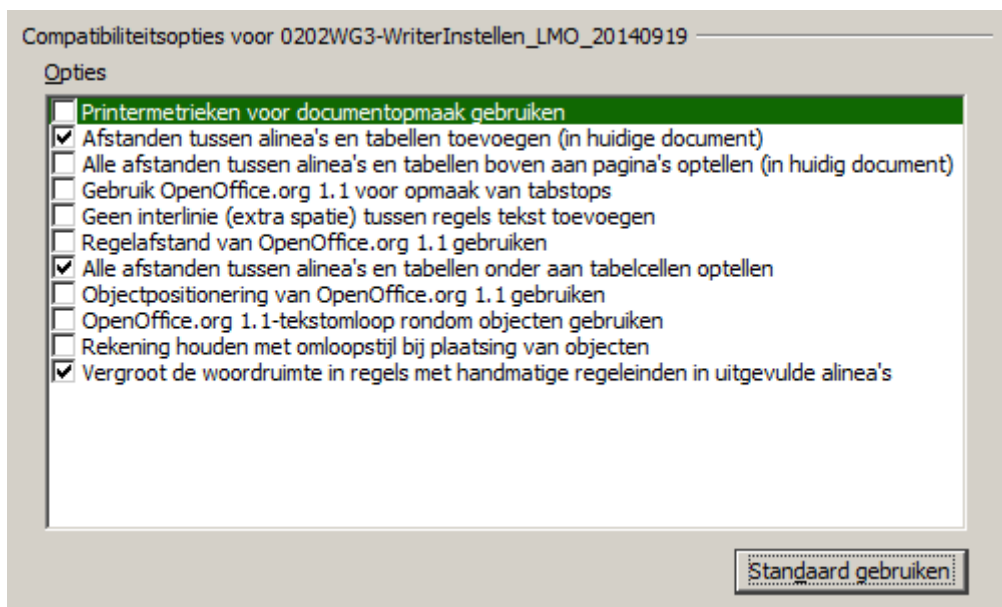 Compatibiliteitsopties voor 0202WG3-WriterInstellen_LMO_20140919
Opties
Printermetrieken voor documentopmaak gebruiken
Afstanden tussen alinea's en tabellen toevoegen (in huidige document)
Alle afstanden tussen alinea's en tabellen boven aan pagina's optellen (in huidig document)
Gebruik OpenOffice.org 1.1 voor opmaak van tabstops
Geen interlinie (extra spatie) tussen regels tekst toevoegen
Regelafstand van OpenOffice.org 1.1 gebruiken
Alle afstanden tussen alinea's en tabellen onder aan tabelcellen optellen
Objectpositionering van OpenOffice.org 1.1 gebruiken
OpenOffice.org 1.1-tekstomloop rondom objecten gebruiken
Rekening houden met omloopstijl bij plaatsing van objecten
Vergroot de woordruimte in regels met handmatige regeleinden in uitgevulde alinea's
Standaard gebruiken